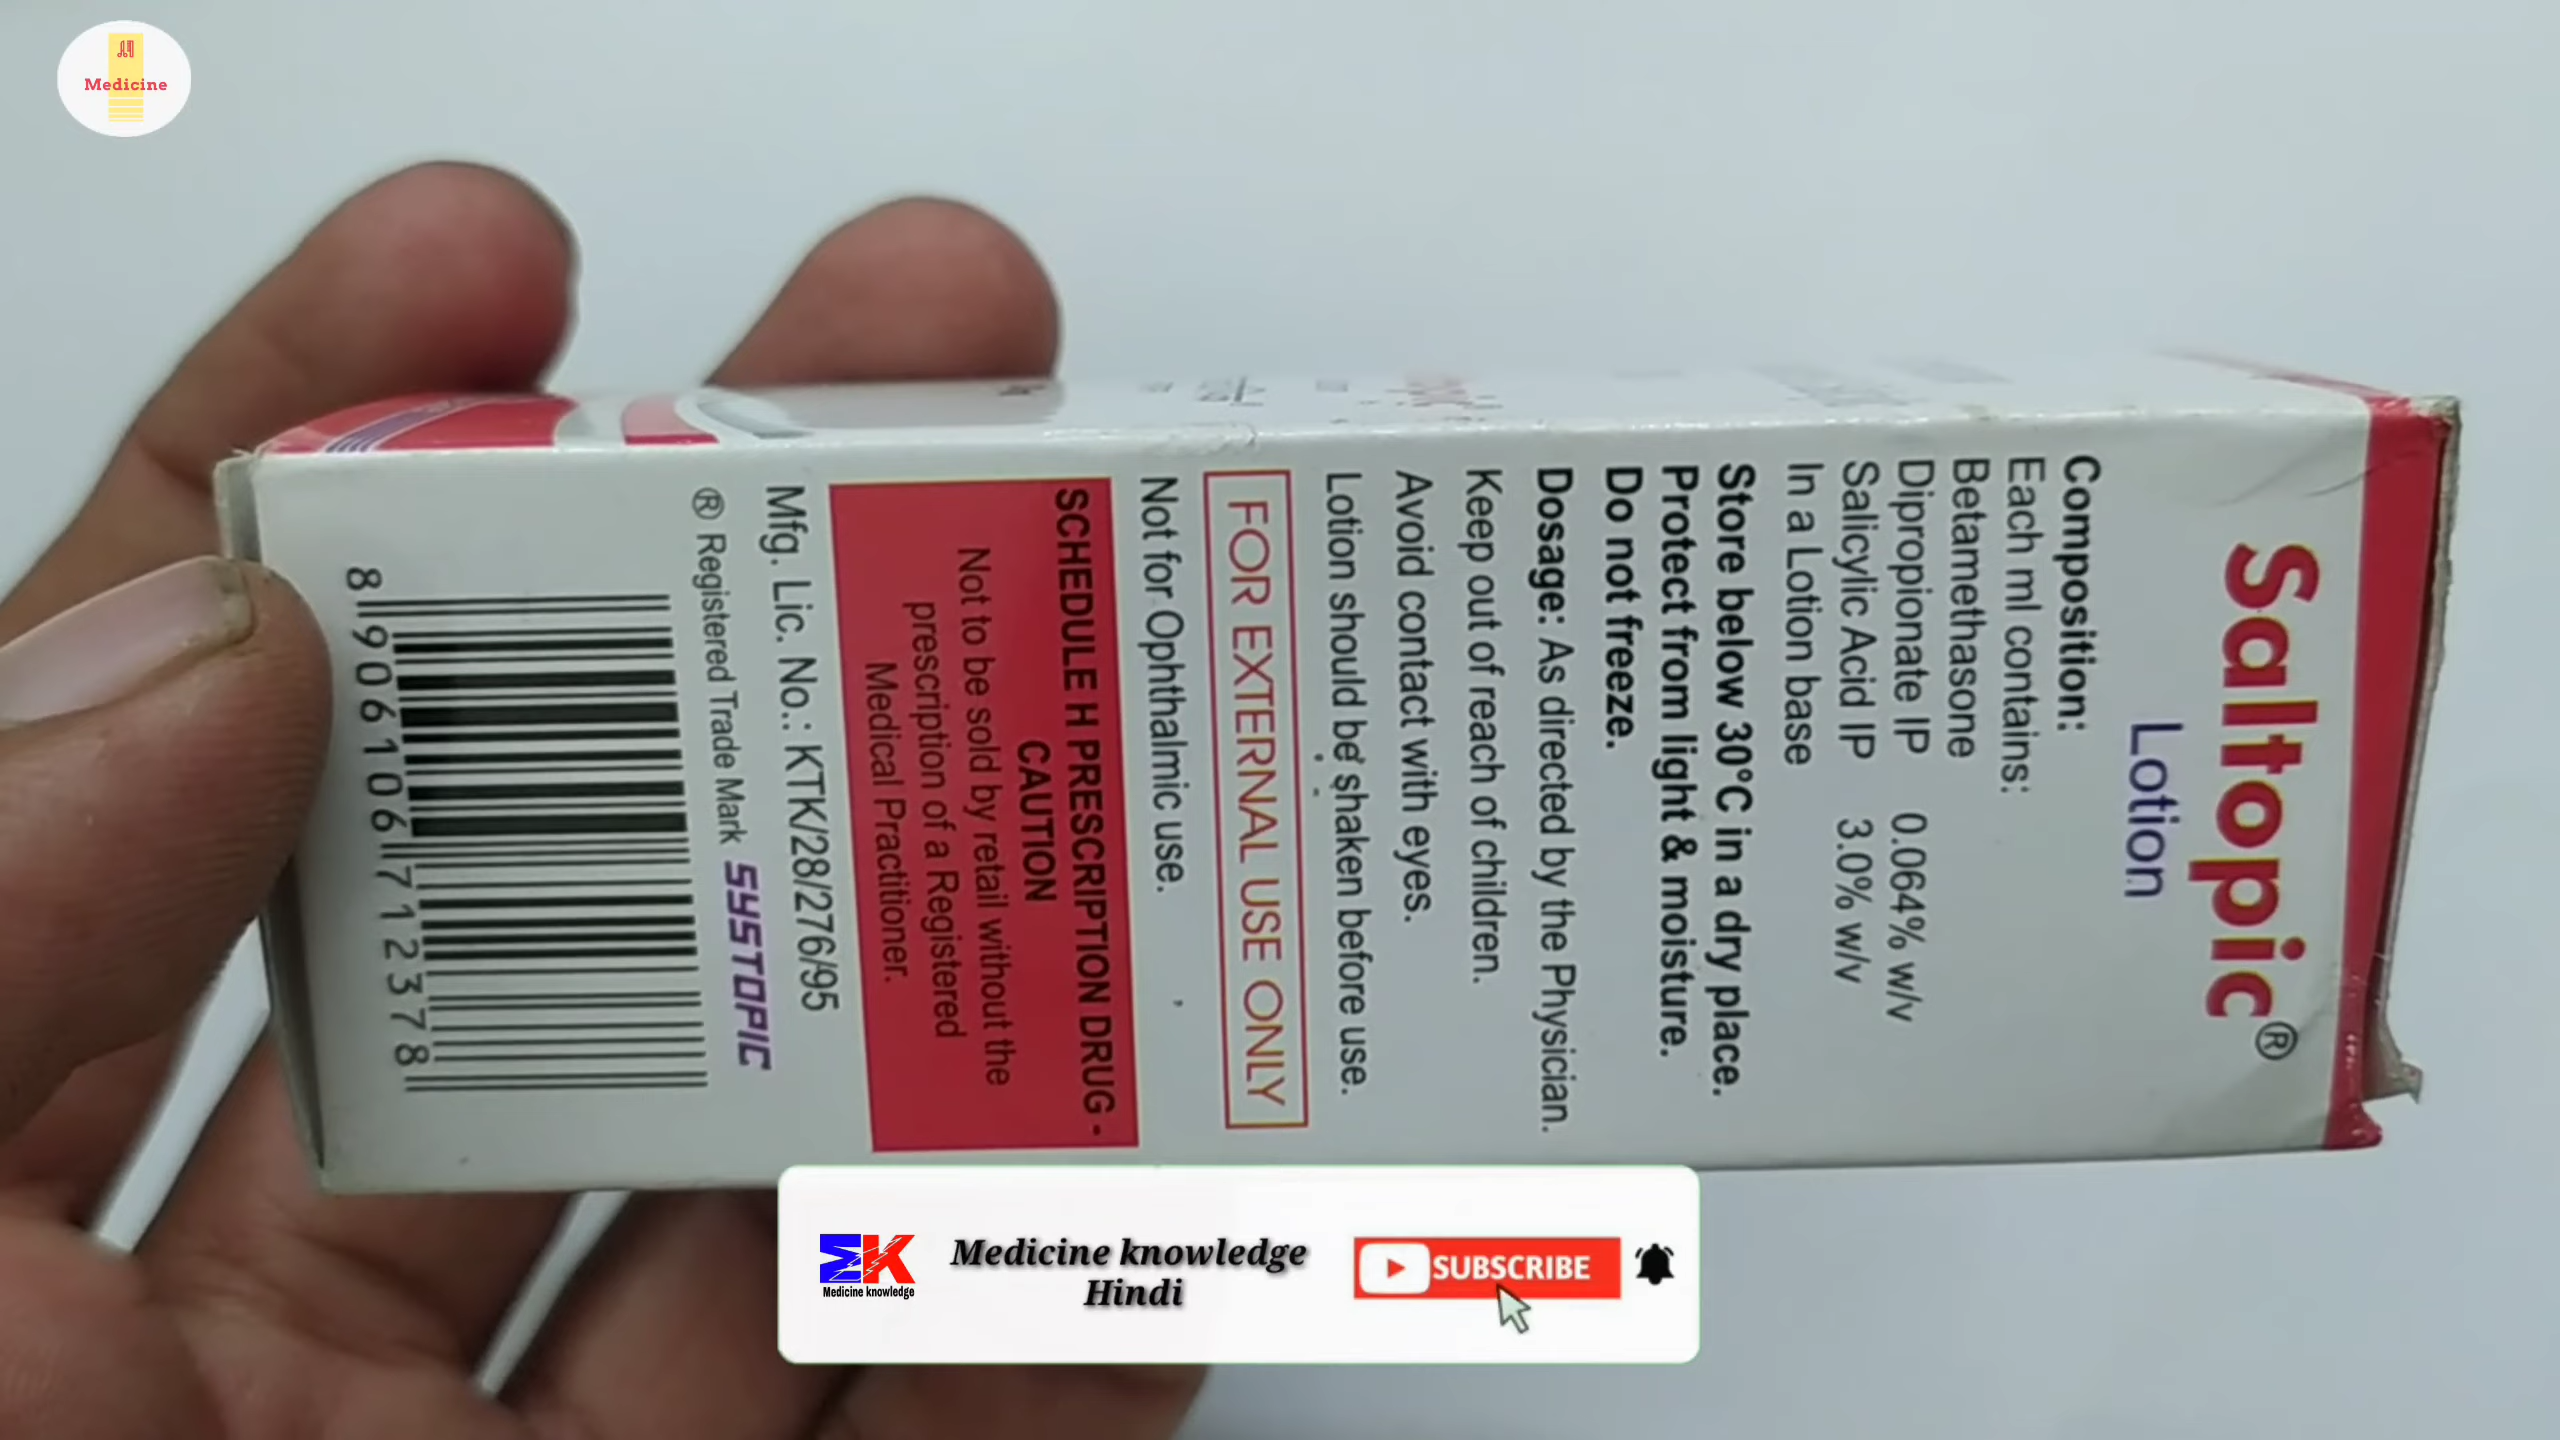 Medicine
Saltopic®
Lotion
Composition:
Each ml contains:
Betamethasone
Dipropionate IP 0.064% w/v
Salicylic Acid IP 3.0% w/v
In a Lotion base
Store below 30°C in a dry place.
Protect from light & moisture.
Do not freeze.
Dosage: As directed by the Physician.
Keep out of reach of children.
Avoid contact with eyes.
Lotion should be shaken before use.
FOR EXTERNAL USE ONLY
Not for Ophthalmic use.
SCHEDULE H PRESCRIPTION DRUG -
CAUTION
Not to be sold by retail without the
prescription of a Registered
Medical Practitioner.
Mfg. Lic. No.: KTK/28/276/95
® Registered Trade Mark SYSTOPIC
8 906106 712378
Medicine knowledge
Medicine knowledge
Hindi
SUBSCRIBE